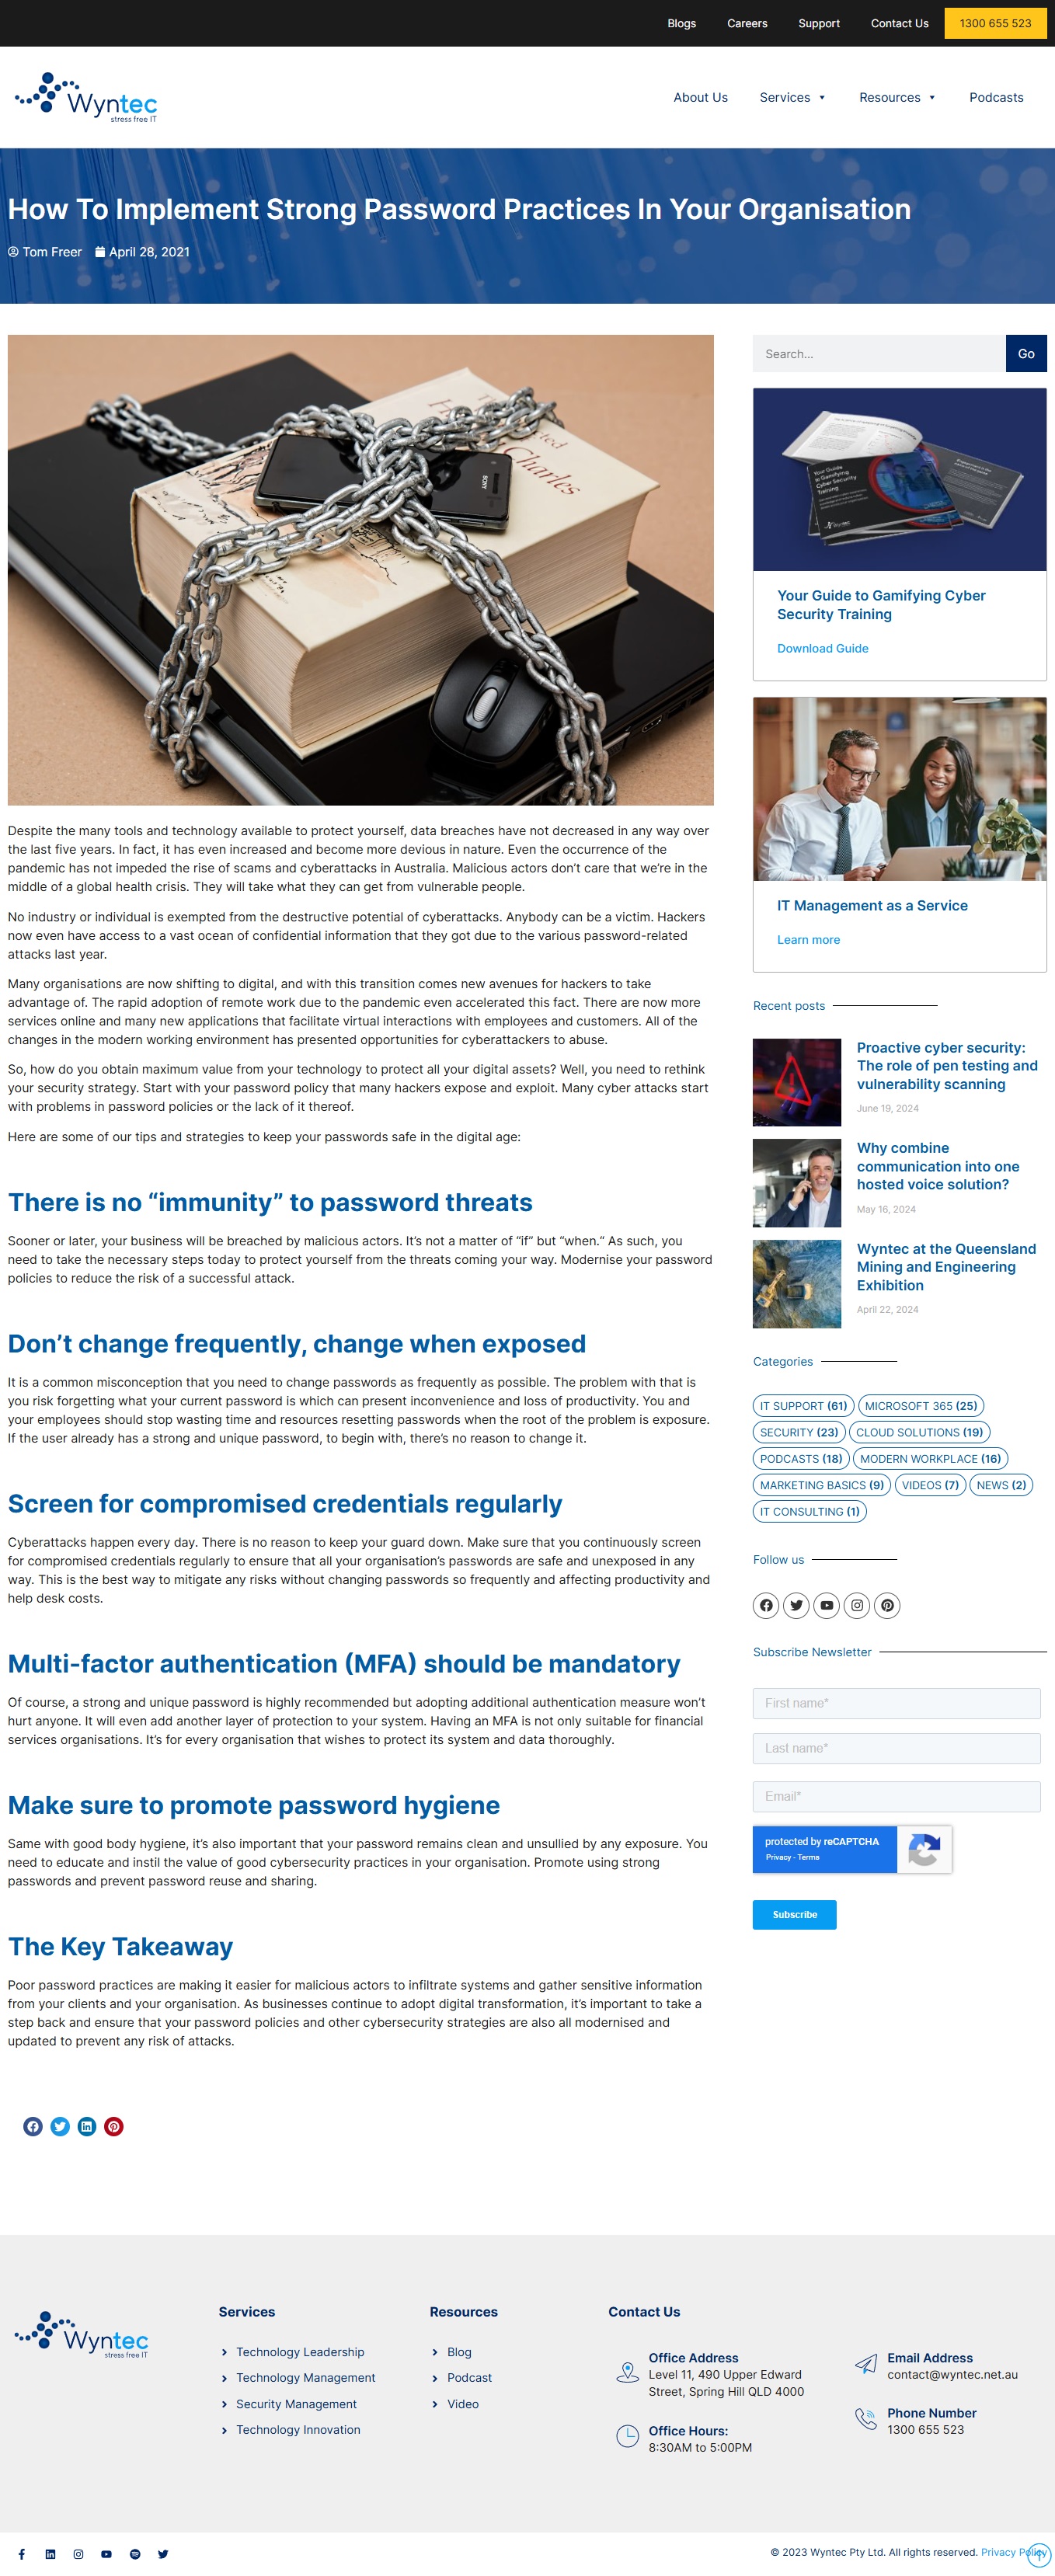 Blogs Careers Support Contact Us 1300 655 523
Wyntec
stress free IT
About Us Services Resources Podcasts
How To Implement Strong Password Practices In Your Organisation
Tom Freer April 28, 2021
Charles
SONY
Despite the many tools and technology available to protect yourself, data breaches have not decreased in any way over
the last five years. In fact, it has even increased and become more devious in nature. Even the occurrence of the
pandemic has not impeded the rise of scams and cyberattacks in Australia. Malicious actors don’t care that we’re in the
middle of a global health crisis. They will take what they can get from vulnerable people.
No industry or individual is exempted from the destructive potential of cyberattacks. Anybody can be a victim. Hackers
now even have access to a vast ocean of confidential information that they got due to the various password-related
attacks last year.
Many organisations are now shifting to digital, and with this transition comes new avenues for hackers to take
advantage of. The rapid adoption of remote work due to the pandemic even accelerated this fact. There are now more
services online and many new applications that facilitate virtual interactions with employees and customers. All of the
changes in the modern working environment has presented opportunities for cyberattackers to abuse.
So, how do you obtain maximum value from your technology to protect all your digital assets? Well, you need to rethink
your security strategy. Start with your password policy that many hackers expose and exploit. Many cyber attacks start
with problems in password policies or the lack of it thereof.
Here are some of our tips and strategies to keep your passwords safe in the digital age:
There is no “immunity” to password threats
Sooner or later, your business will be breached by malicious actors. It’s not a matter of “if” but “when.” As such, you
need to take the necessary steps today to protect yourself from the threats coming your way. Modernise your password
policies to reduce the risk of a successful attack.
Don’t change frequently, change when exposed
It is a common misconception that you need to change passwords as frequently as possible. The problem with that is
you risk forgetting what your current password is which can present inconvenience and loss of productivity. You and
your employees should stop wasting time and resources resetting passwords when the root of the problem is exposure.
If the user already has a strong and unique password, to begin with, there’s no reason to change it.
Screen for compromised credentials regularly
Cyberattacks happen every day. There is no reason to keep your guard down. Make sure that you continuously screen
for compromised credentials regularly to ensure that all your organisation’s passwords are safe and unexposed in any
way. This is the best way to mitigate any risks without changing passwords so frequently and affecting productivity and
help desk costs.
Multi-factor authentication (MFA) should be mandatory
Of course, a strong and unique password is highly recommended but adopting additional authentication measure won’t
hurt anyone. It will even add another layer of protection to your system. Having an MFA is not only suitable for financial
services organisations. It’s for every organisation that wishes to protect its system and data thoroughly.
Make sure to promote password hygiene
Same with good body hygiene, it’s also important that your password remains clean and unsullied by any exposure. You
need to educate and instil the value of good cybersecurity practices in your organisation. Promote using strong
passwords and prevent password reuse and sharing.
The Key Takeaway
Poor password practices are making it easier for malicious actors to infiltrate systems and gather sensitive information
from your clients and your organisation. As businesses continue to adopt digital transformation, it’s important to take a
step back and ensure that your password policies and other cybersecurity strategies are also all modernised and
updated to prevent any risk of attacks.
Search...
Go
Your Guide
to Gamifying
Cyber Security
Training
Your Guide to Gamifying Cyber
Security Training
Download Guide
IT Management as a Service
Learn more
Recent posts
Proactive cyber security:
The role of pen testing and
vulnerability scanning
June 19, 2024
Why combine
communication into one
hosted voice solution?
May 16, 2024
Wyntec at the Queensland
Mining and Engineering
Exhibition
April 22, 2024
Categories
IT SUPPORT (61) MICROSOFT 365 (25)
SECURITY (23) CLOUD SOLUTIONS (19)
PODCASTS (18) MODERN WORKPLACE (16)
MARKETING BASICS (9) VIDEOS (7) NEWS (2)
IT CONSULTING (1)
Follow us
Subscribe Newsletter
First name*
Last name*
Email*
protected by reCAPTCHA
Privacy - Terms
Subscribe
Wyntec
stress free IT
Services
Technology Leadership
Technology Management
Security Management
Technology Innovation
Resources
Blog
Podcast
Video
Contact Us
Office Address
Level 11, 490 Upper Edward
Street, Spring Hill QLD 4000
Office Hours:
8:30AM to 5:00PM
Email Address
contact@wyntec.net.au
Phone Number
1300 655 523
© 2023 Wyntec Pty Ltd. All rights reserved. Privacy Policy